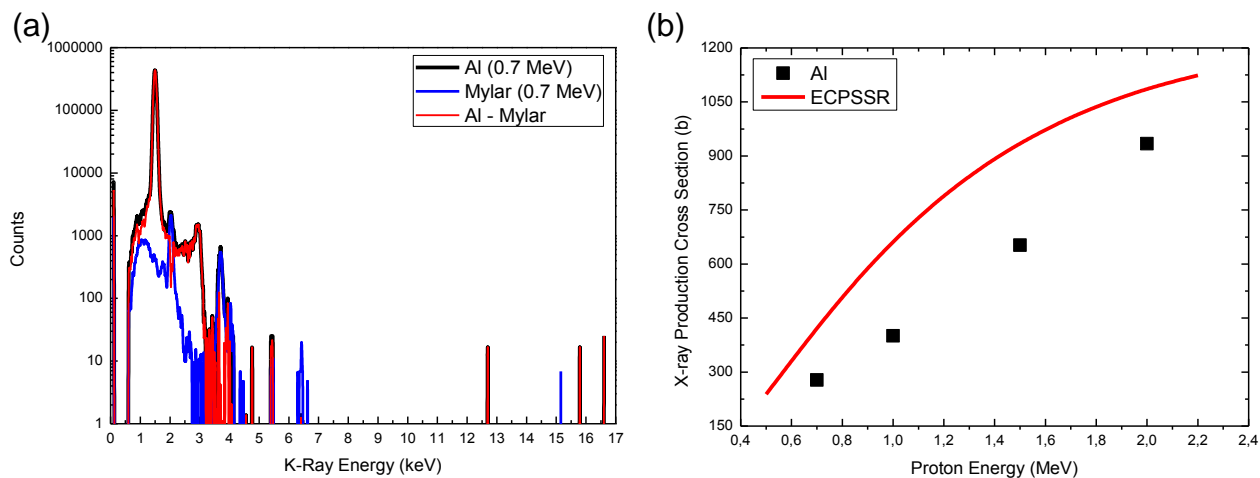 (a)
1000000
100000
10000
1000
100
10
1
Counts
Al (0.7 MeV)
Mylar (0.7 MeV)
Al - Mylar
0 1 2 3 4 5 6 7 8 9 10 11 12 13 14 15 16 17
K-Ray Energy (keV)
(b)
1200
1050
900
750
600
450
300
150
X-ray Production Cross Section (b)
Al
ECPSSR
0,4 0,6 0,8 1,0 1,2 1,4 1,6 1,8 2,0 2,2 2,4
Proton Energy (MeV)